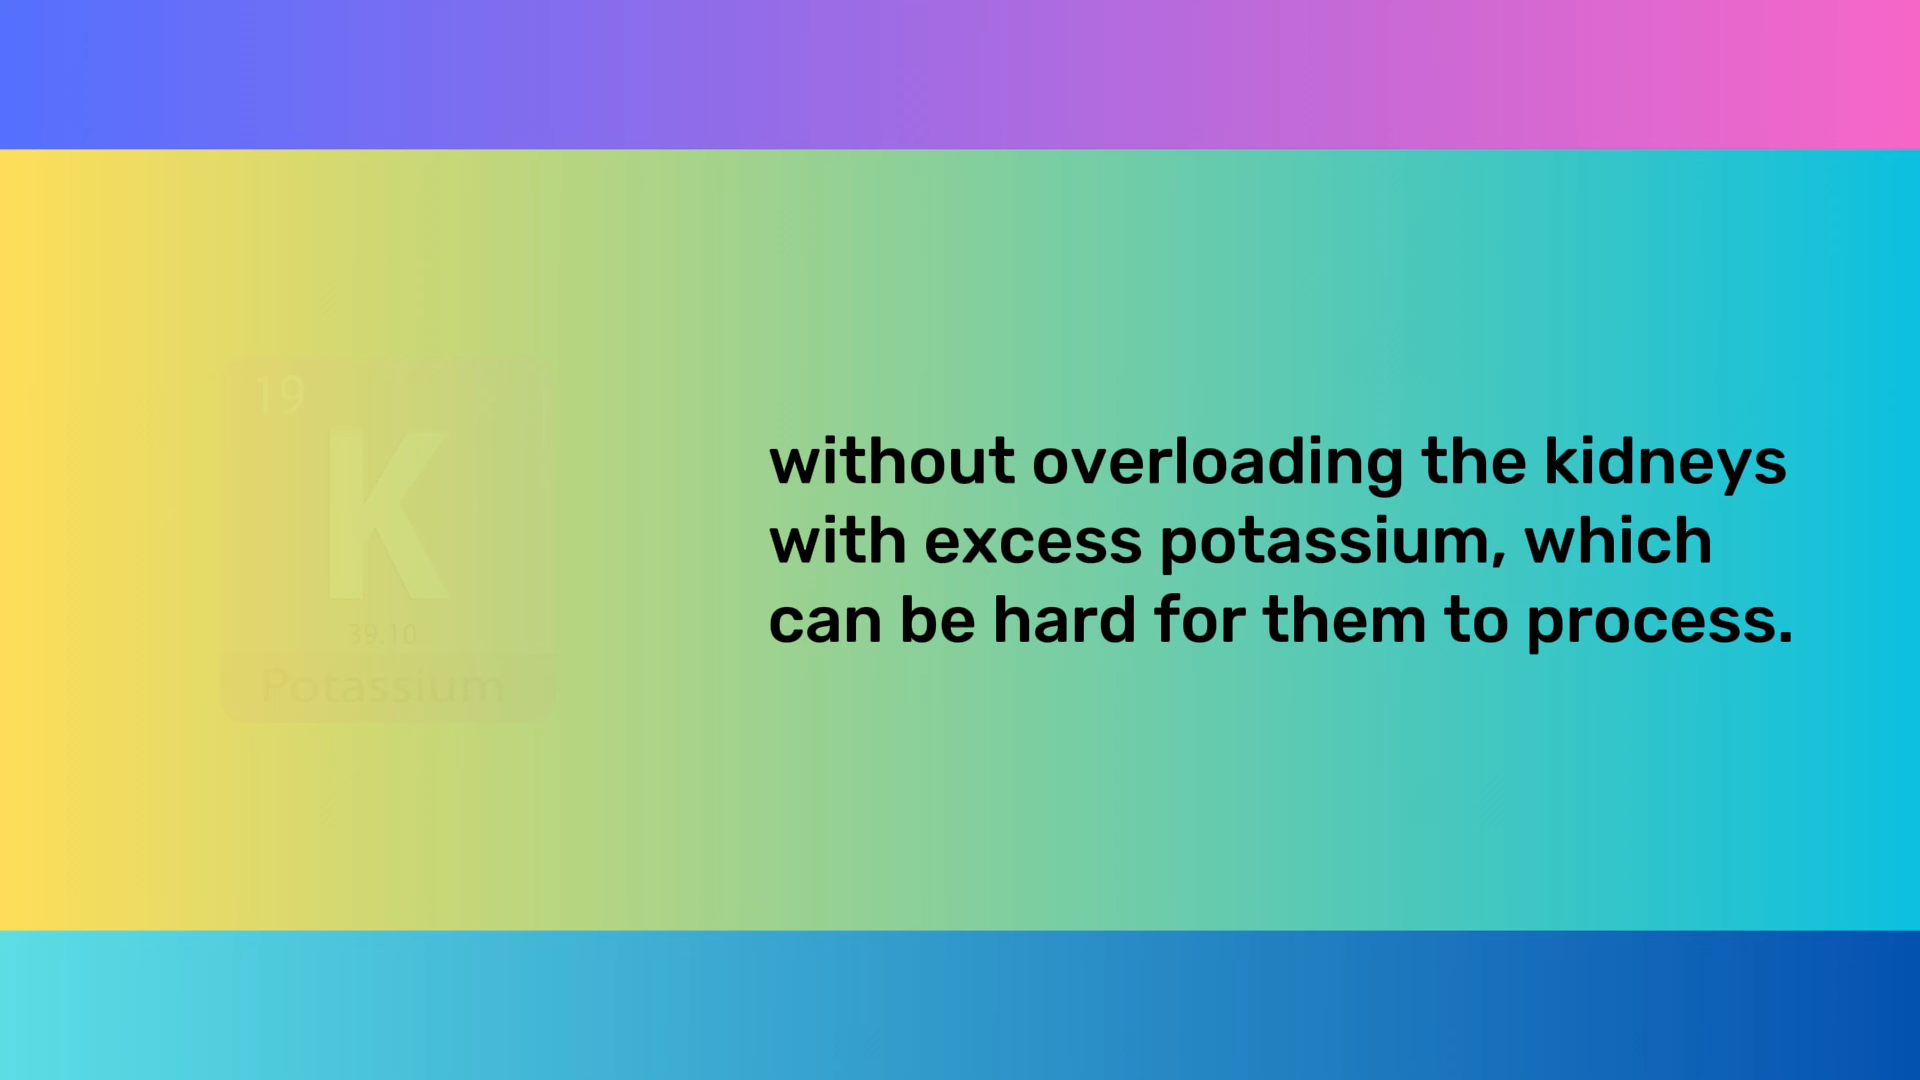 19
K
39.10
Potassium
without overloading the kidneys
with excess potassium, which
can be hard for them to process.